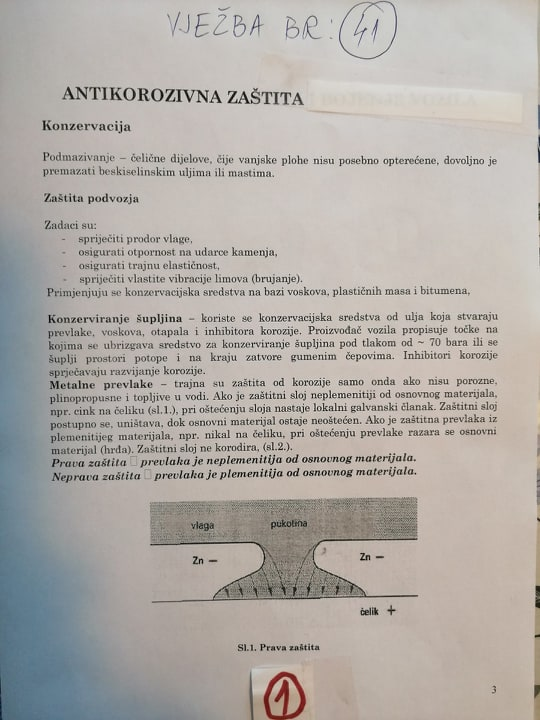 VJEŽBA BR: 41
ANTIKOROZIVNA ZAŠTITA
Konzervacija
Podmazivanje – čelične dijelove, čije vanjske plohe nisu posebno opterećene, dovoljno je
premazati beskiselinskim uljima ili mastima.
Zaštita podvozja
Zadaci su:
- spriječiti prodor vlage,
- osigurati otpornost na udarce kamenja,
- osigurati trajnu elastičnost,
- spriječiti vlastite vibracije limova (brujanje).
Primjenjuju se konzervacijska sredstva na bazi voskova, plastičnih masa i bitumena,
Konzerviranje šupljina – koriste se konzervacijska sredstva od ulja koja stvaraju
prevlake, voskova, otapala i inhibitora korozije. Proizvođač vozila propisuje točke na
kojima se ubrizgava sredstvo za konzerviranje šupljina pod tlakom od ~ 70 bara ili se
šuplji prostori potope i na kraju zatvore gumenim čepovima. Inhibitori korozije
sprječavaju razvijanje korozije.
Metalne prevlake – trajna su zaštita od korozije samo onda ako nisu porozne,
plinopropusne i topljive u vodi. Ako je zaštitni sloj neplemenitiji od osnovnog materijala,
npr. cink na čeliku (sl.1.), pri oštećenju sloja nastaje lokalni galvanski članak. Zaštitni sloj
postupno se, uništava, dok osnovni materijal ostaje neoštećen. Ako je zaštitna prevlaka iz
plemenitijeg materijala, npr. nikal na čeliku, pri oštećenju prevlake razara se osnovni
materijal (hrđa). Zaštitni sloj ne korodira, (sl.2.).
Prava zaštita □ prevlaka je neplemenitija od osnovnog materijala.
Neprava zaštita □ prevlaka je plemenitija od osnovnog materijala.
vlaga pukotina
Zn – Zn –
čelik +
Sl.1. Prava zaštita
1
3